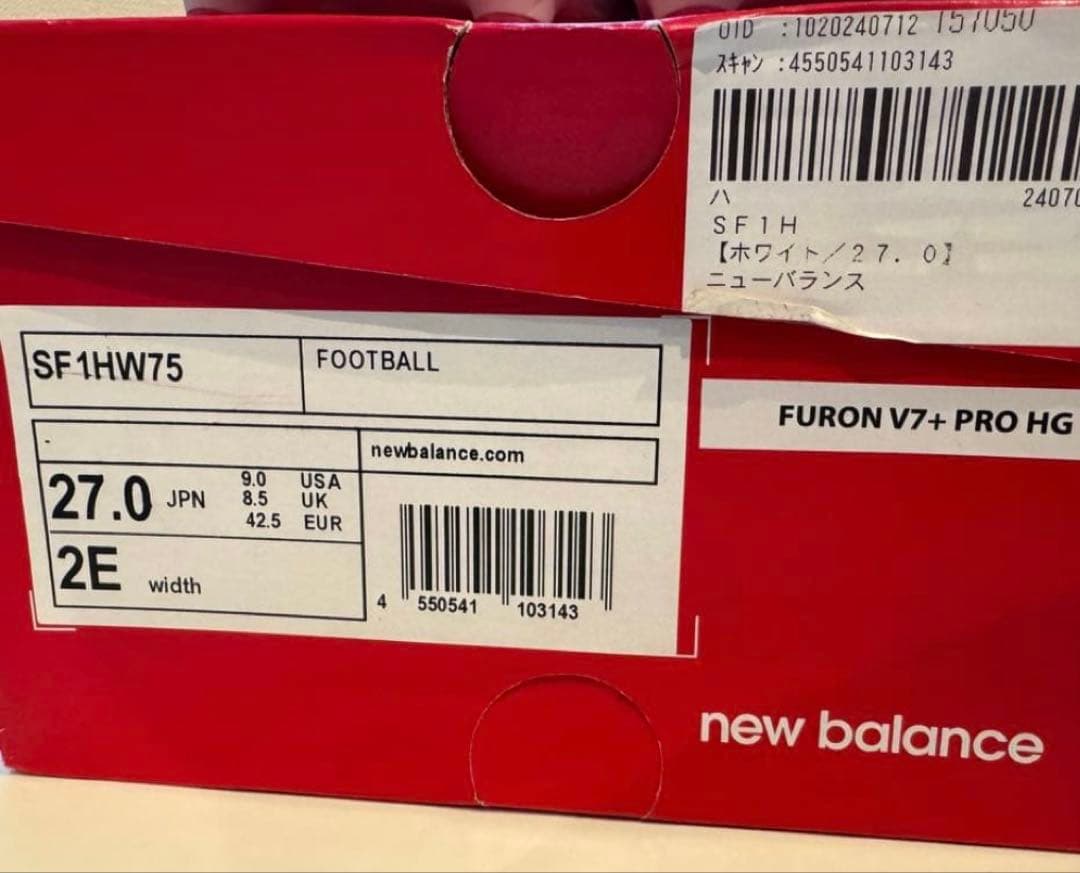 UID :1020240712 157050
スキャン :4550541103143
ハ 2407
SF1H
【ホワイト/27.0】
ニューバランス
SF1HW75
FOOTBALL
FURON V7+ PRO HG
-
newbalance.com
27.0 JPN
9.0 USA
8.5 UK
42.5 EUR
2E width
4 550541 103143
new balance